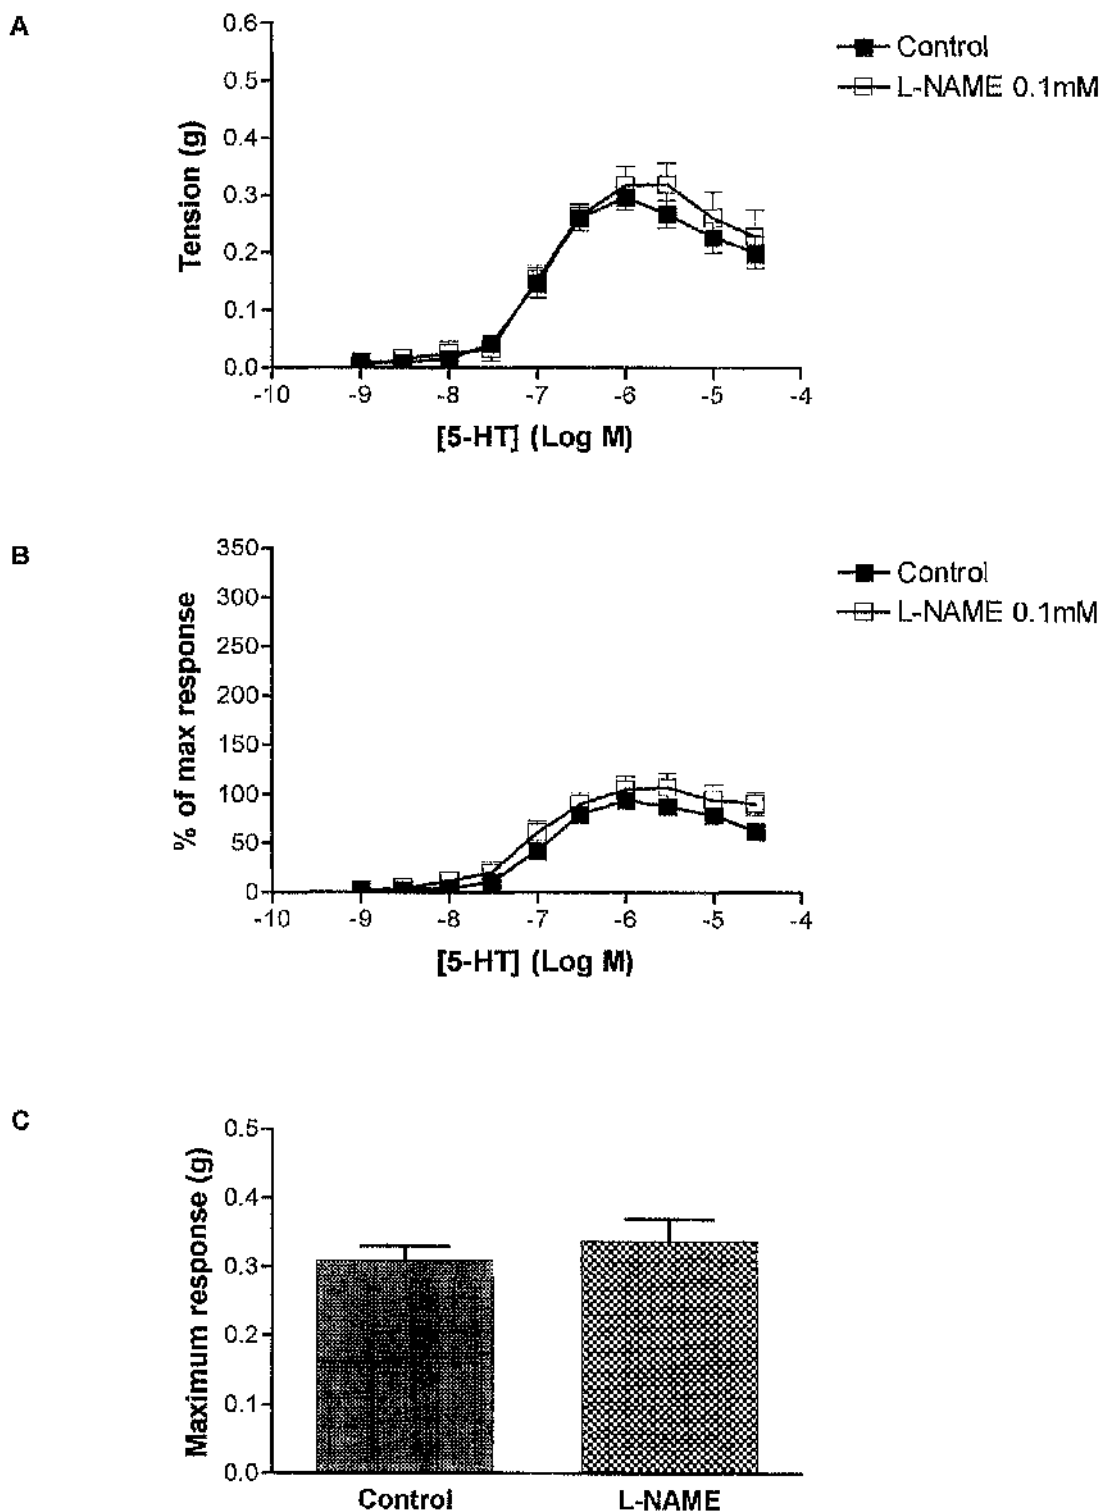 A
0.6
0.5
0.4
0.3
0.2
0.1
0.0
Tension (g)
-10 -9 -8 -7 -6 -5 -4
[5-HT] (Log M)
Control
L-NAME 0.1mM
B
350
300
250
200
150
100
50
0
% of max response
-10 -9 -8 -7 -6 -5 -4
[5-HT] (Log M)
Control
L-NAME 0.1mM
C
0.5
0.4
0.3
0.2
0.1
0.0
Maximum response (g)
Control L-NAME